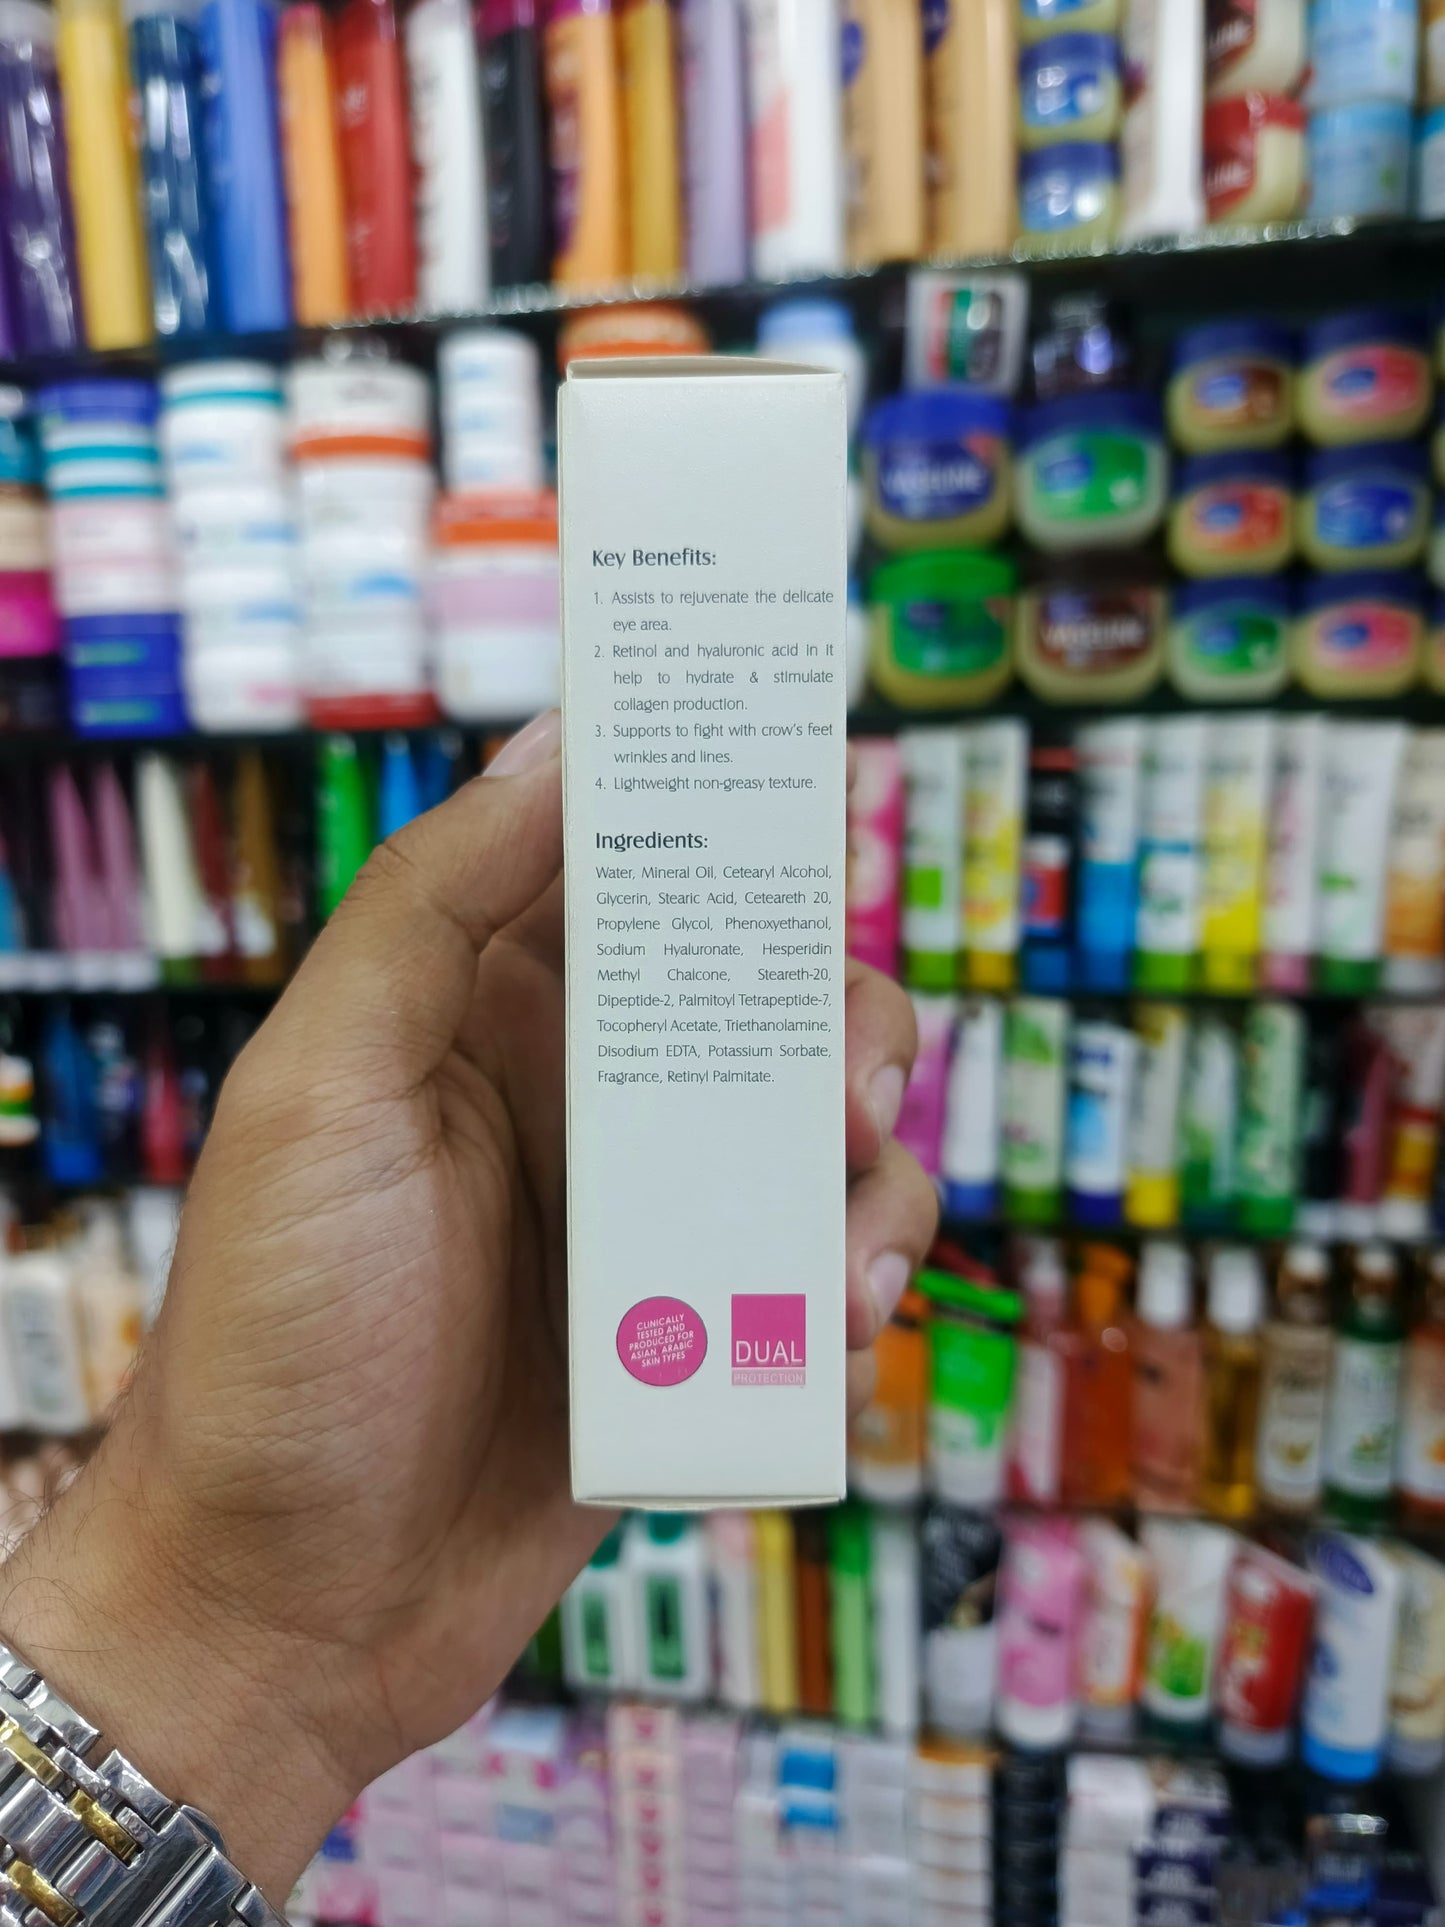 Key Benefits:
1. Assists to rejuvenate the delicate
eye area.
2. Retinol and hyaluronic acid in it
help to hydrate & stimulate
collagen production.
3. Supports to fight with crow's feet
wrinkles and lines.
4. Lightweight non-greasy texture.
Ingredients:
Water, Mineral Oil, Cetearyl Alcohol,
Glycerin, Stearic Acid, Ceteareth 20,
Propylene Glycol, Phenoxyethanol,
Sodium Hyaluronate, Hesperidin
Methyl Chalcone, Steareth-20,
Dipeptide-2, Palmitoyl Tetrapeptide-7,
Tocopheryl Acetate, Triethanolamine,
Disodium EDTA, Potassium Sorbate,
Fragrance, Retinyl Palmitate.
CLINICALLY
TESTED AND
PRODUCED FOR
ASIAN ARABIC
SKIN TYPES
DUAL
PROTECTION